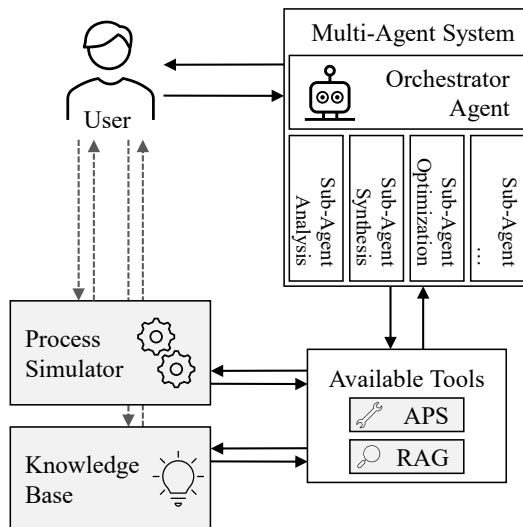 Multi-Agent System
Orchestrator
Agent
User
Sub-Agent
Analysis
Sub-Agent
Synthesis
Sub-Agent
Optimization
Sub-Agent
...
Process
Simulator
Available Tools
APS
RAG
Knowledge
Base